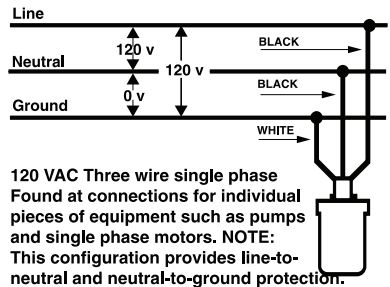 Line
120 v
BLACK
Neutral
120 v
BLACK
0 v
Ground
WHITE
120 VAC Three wire single phase
Found at connections for individual
pieces of equipment such as pumps
and single phase motors. NOTE:
This configuration provides line-to-
neutral and neutral-to-ground protection.